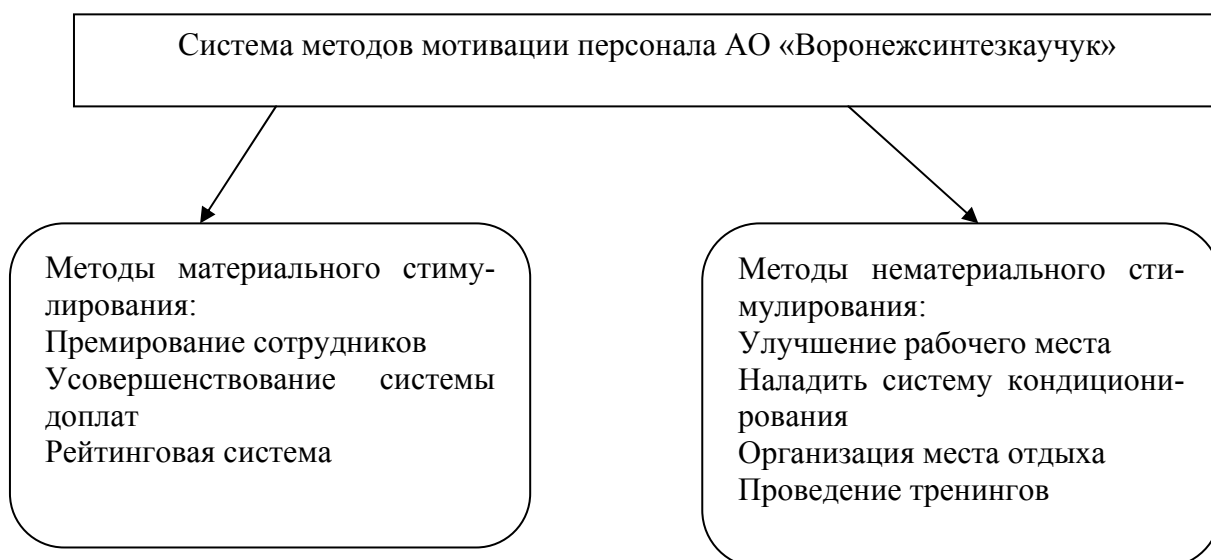 Система методов мотивации персонала АО «Воронежсинтезкаучук»
Методы материального стиму-
лирования:
Премирование сотрудников
Усовершенствование системы
доплат
Рейтинговая система
Методы нематериального сти-
мулирования:
Улучшение рабочего места
Наладить систему кондициони-
рования
Организация места отдыха
Проведение тренингов